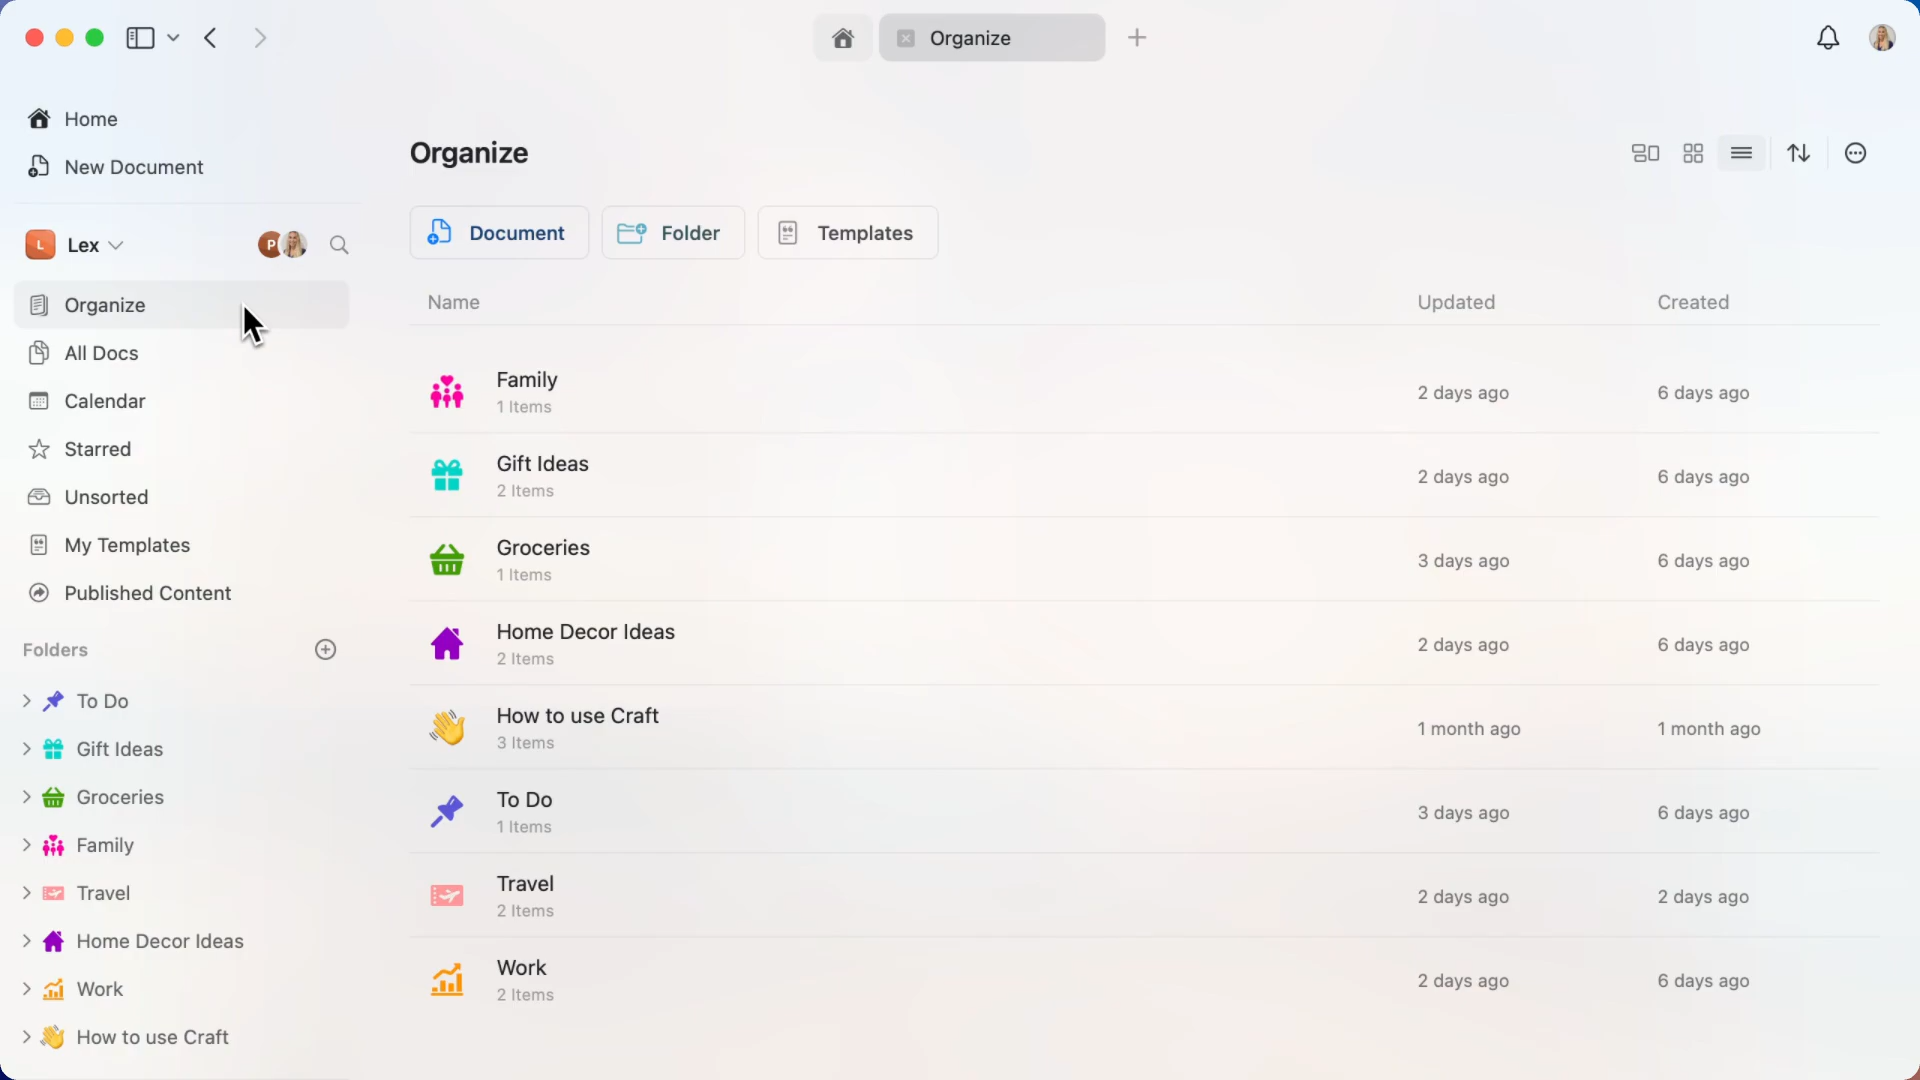 Organize
Home
New Document
L Lex
P
Organize
All Docs
Calendar
Starred
Unsorted
My Templates
Published Content
Folders
To Do
Gift Ideas
Groceries
Family
Travel
Home Decor Ideas
Work
How to use Craft
Organize
Document Folder Templates
Name Updated Created
Family
1 Items
2 days ago 6 days ago
Gift Ideas
2 Items
2 days ago 6 days ago
Groceries
1 Items
3 days ago 6 days ago
Home Decor Ideas
2 Items
2 days ago 6 days ago
How to use Craft
3 Items
1 month ago 1 month ago
To Do
1 Items
3 days ago 6 days ago
Travel
2 Items
2 days ago 2 days ago
Work
2 Items
2 days ago 6 days ago